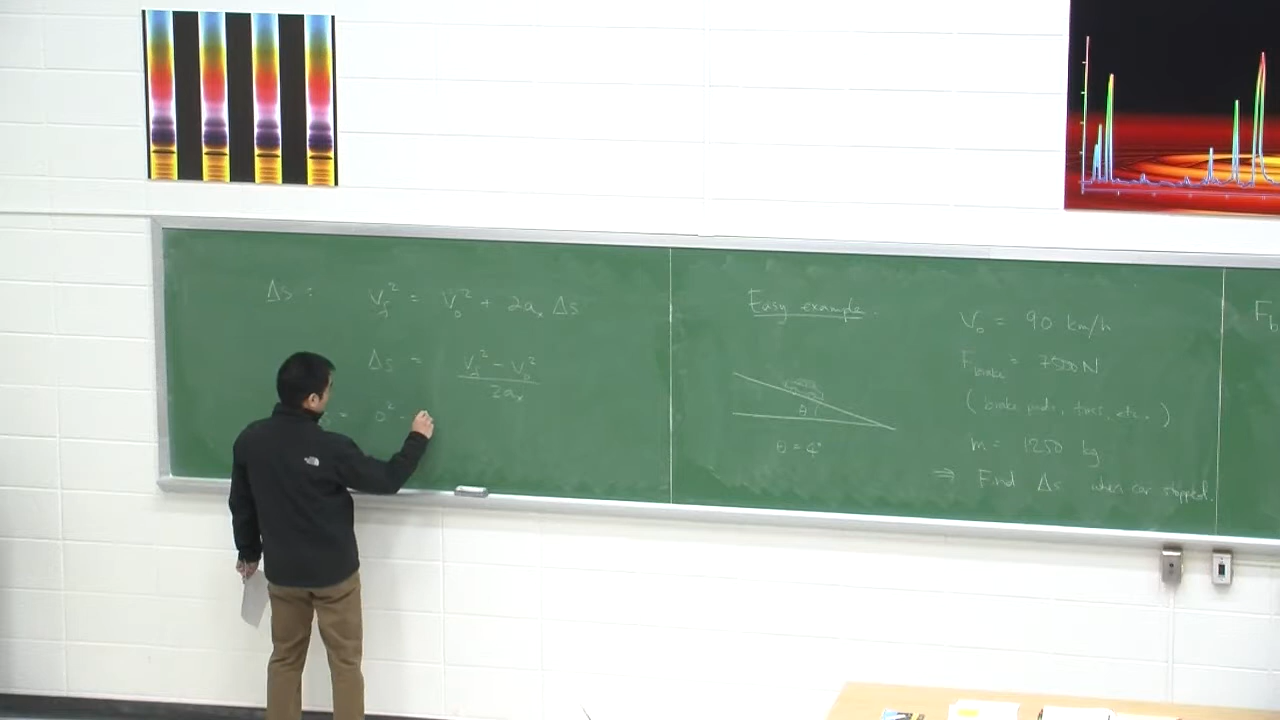 Δs :
V_f² = V_0² + 2a_x Δs
Δs = (V_f² - V_0²) / 2a_x
= 0² -
Easy example.
θ
θ = 4°
V_0 = 90 km/h
F_brake = 7500 N
(brake pads, tires, etc.)
m = 1250 kg
⇒ Find Δs when car stopped.
F_b